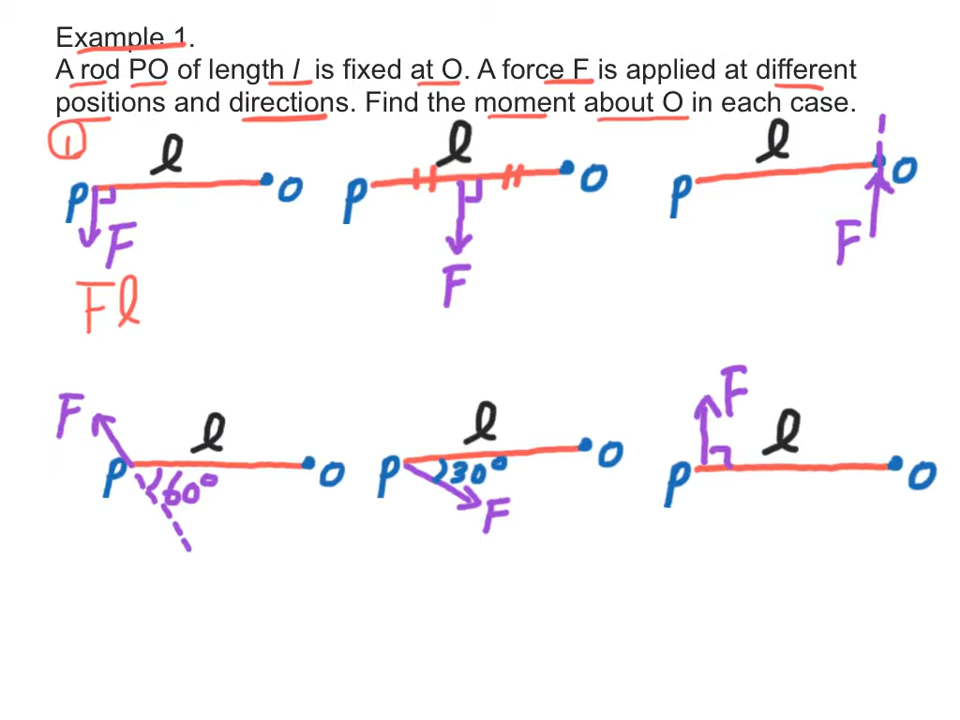 Example 1.
A rod PO of length l is fixed at O. A force F is applied at different
positions and directions. Find the moment about O in each case.
① l l l
P O P O P O
F F F
Fl
F l l F l
P 60° O P 30° O P O
F